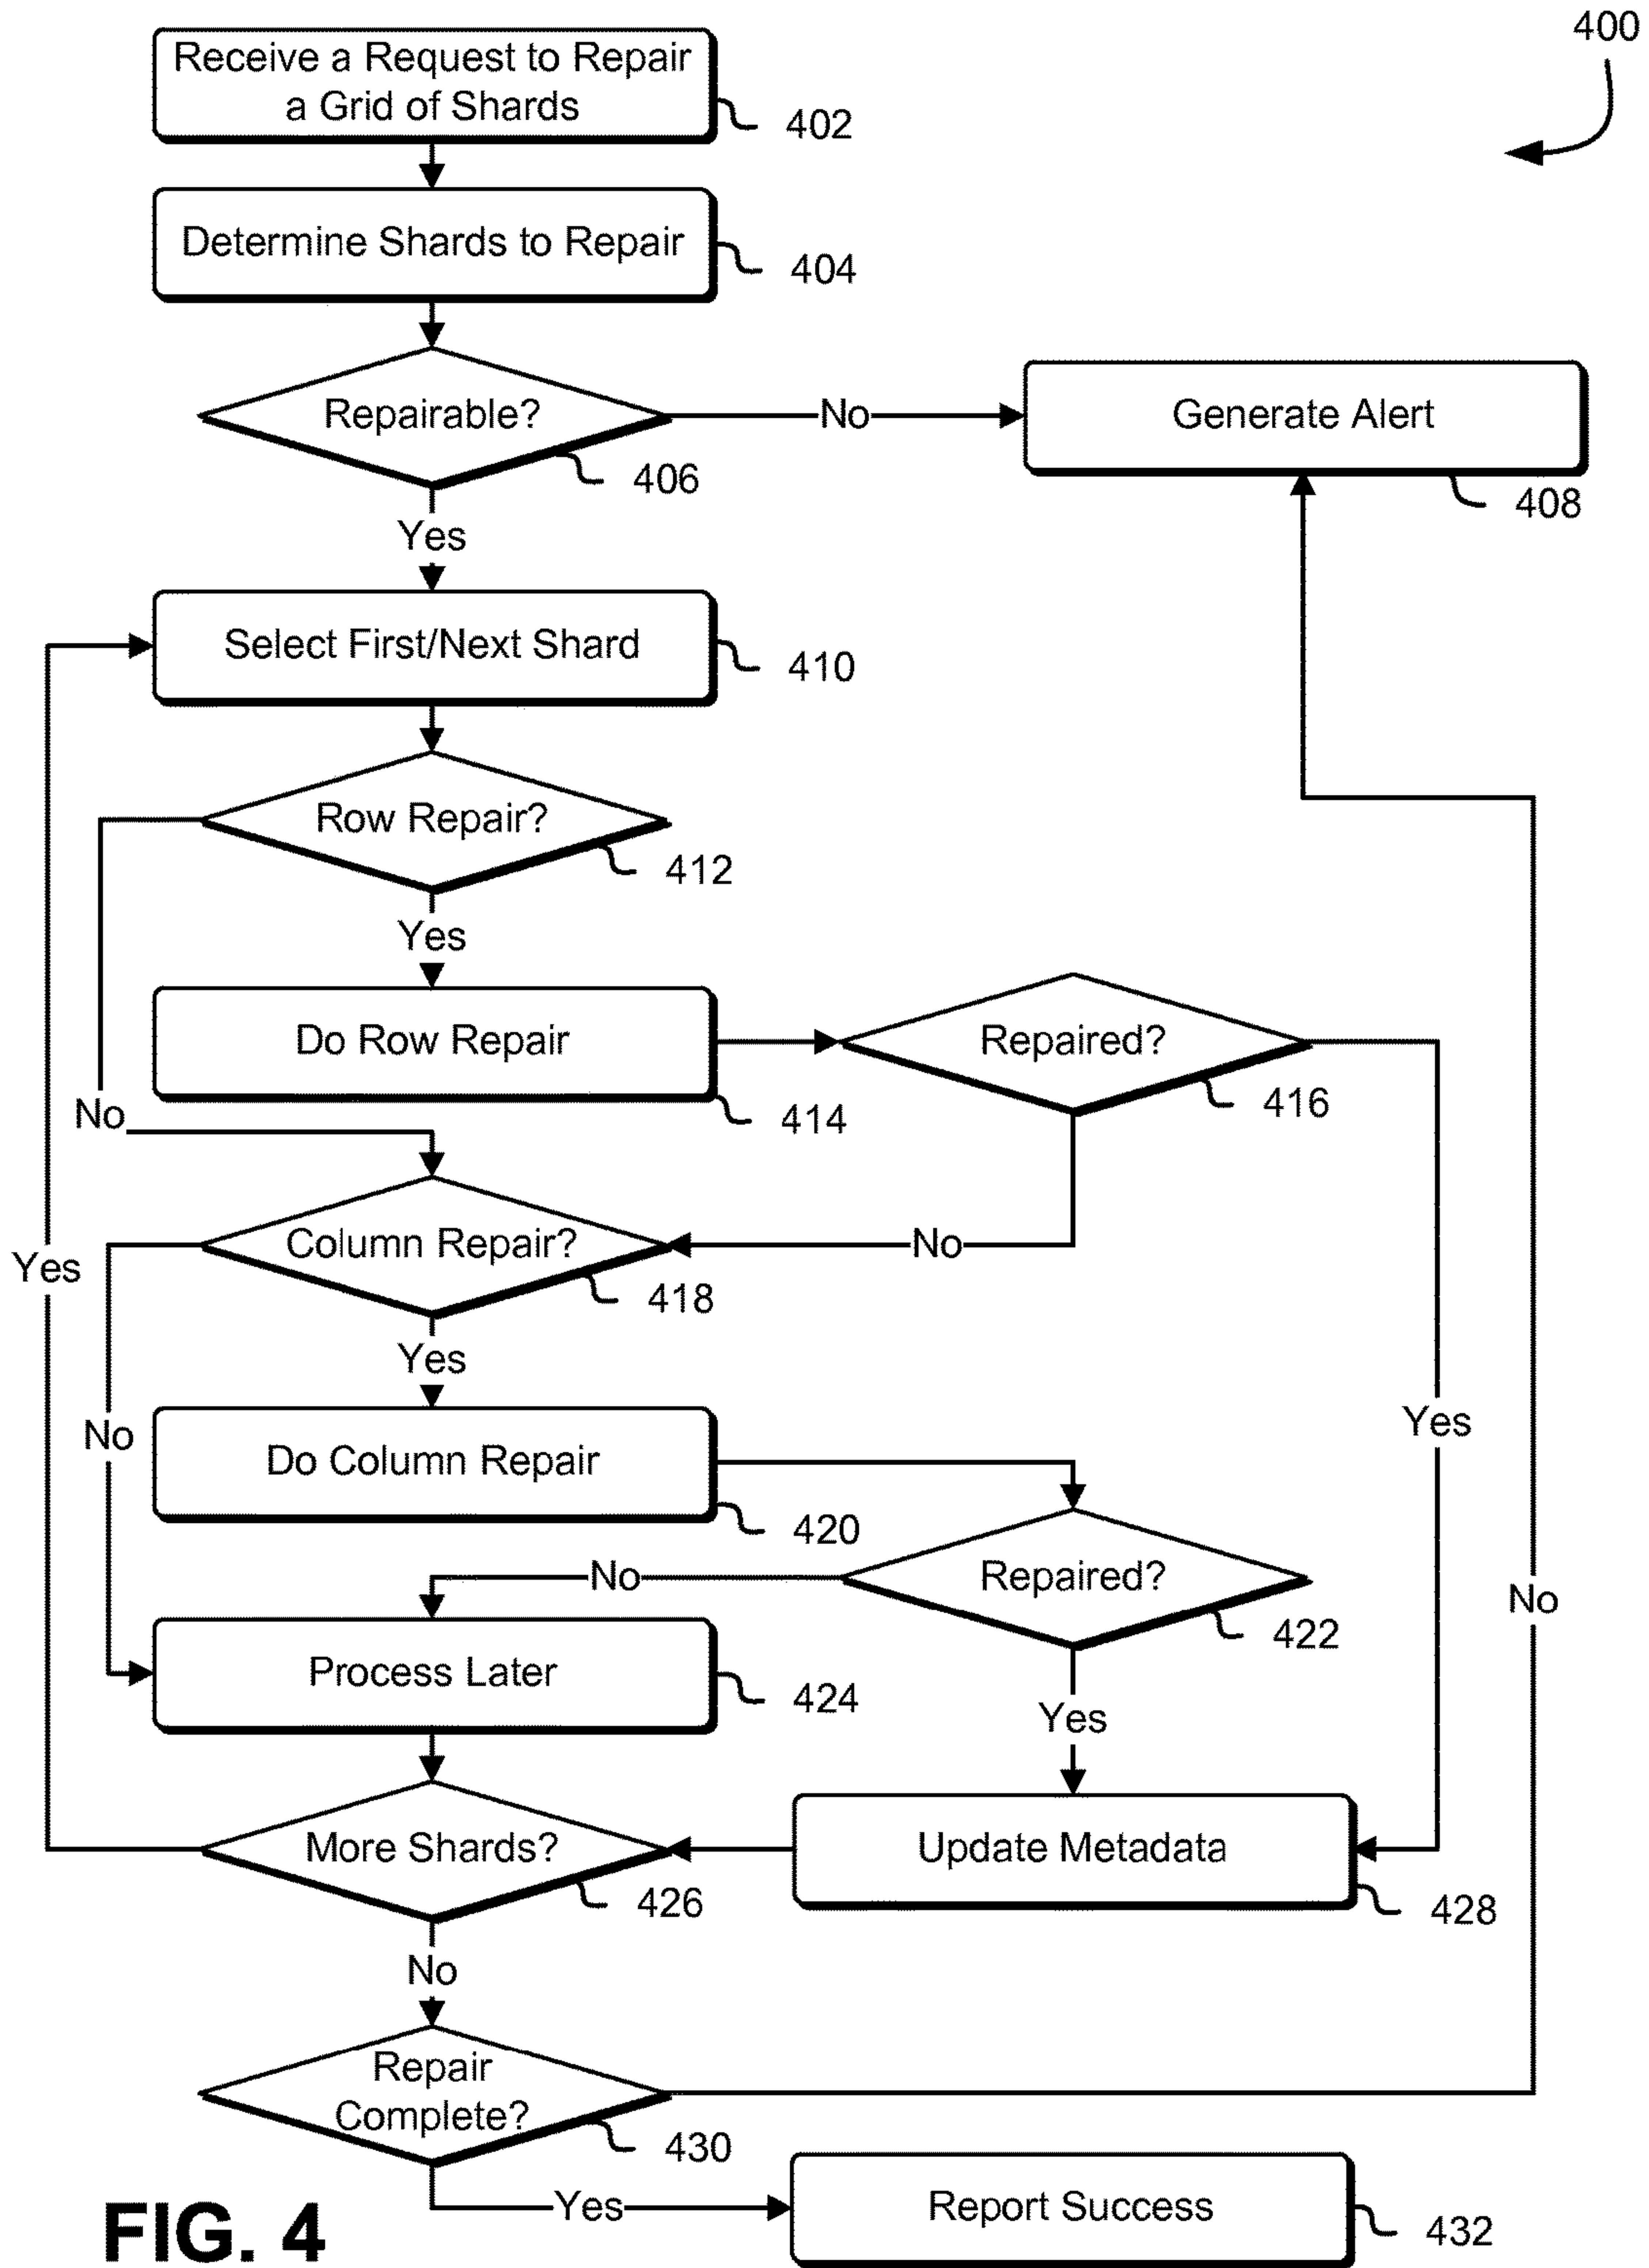 400
Receive a Request to Repair
a Grid of Shards
402
Determine Shards to Repair
404
Repairable?
No
Generate Alert
406
408
Yes
Select First/Next Shard
410
Row Repair?
412
Yes
Do Row Repair
Repaired?
414
416
No
Column Repair?
No
418
Yes
Yes
No
Yes
Do Column Repair
420
No
Repaired?
No
422
Process Later
424
Yes
More Shards?
Update Metadata
426
428
No
Repair
Complete?
430
Yes
Report Success
432
FIG. 4